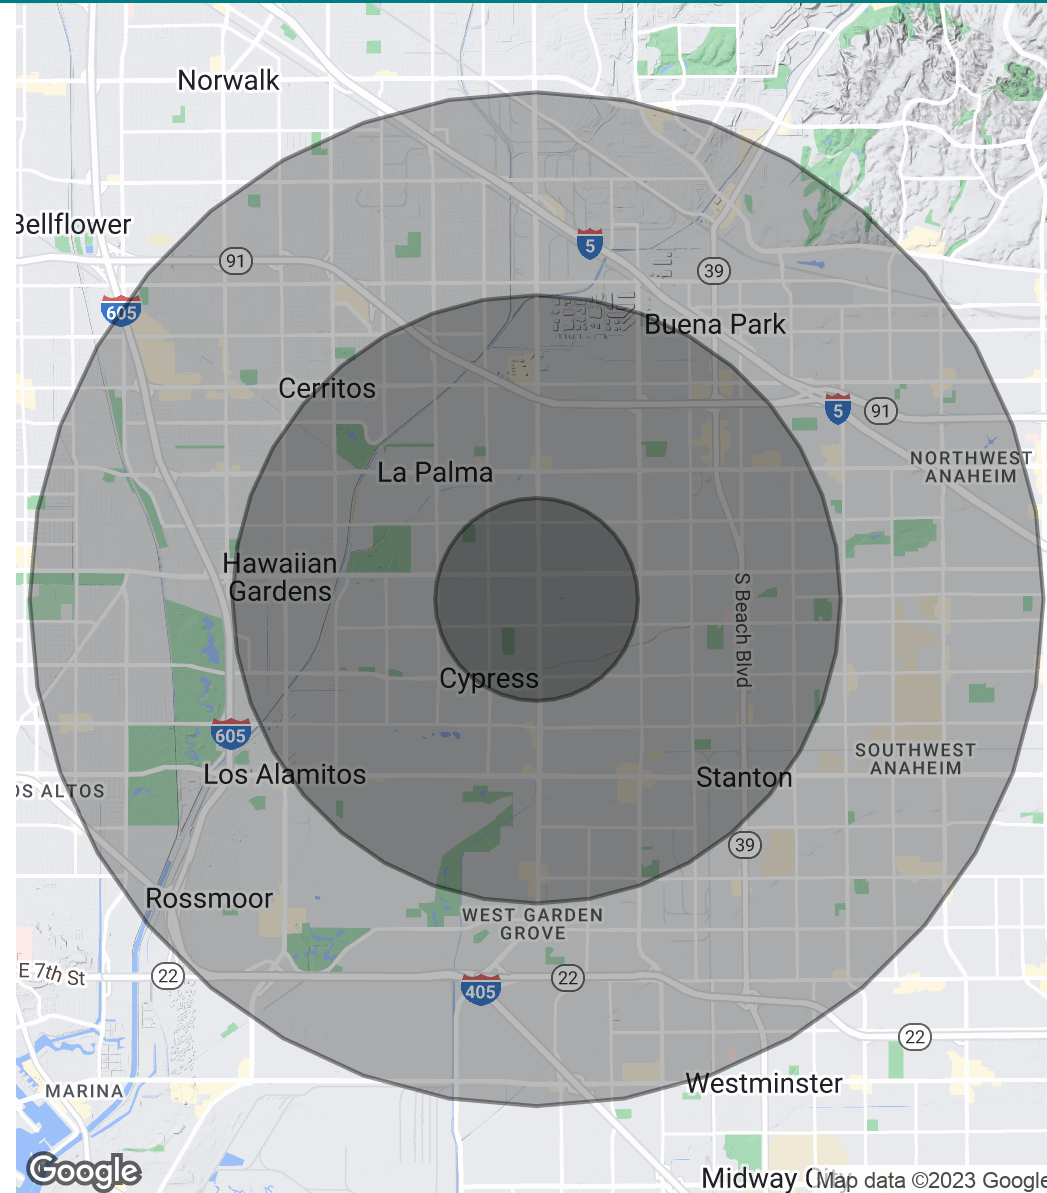 Norwalk
Bellflower
91
5
39
605
Buena Park
Cerritos
5
91
NORTHWEST
ANAHEIM
La Palma
Hawaiian
Gardens
S Beach Blvd
Cypress
605
SOUTHWEST
ANAHEIM
Los Alamitos
Stanton
OS ALTOS
39
Rossmoor
WEST GARDEN
GROVE
E 7th St
22
22
405
22
Westminster
MARINA
Google
Midway City
Map data ©2023 Google